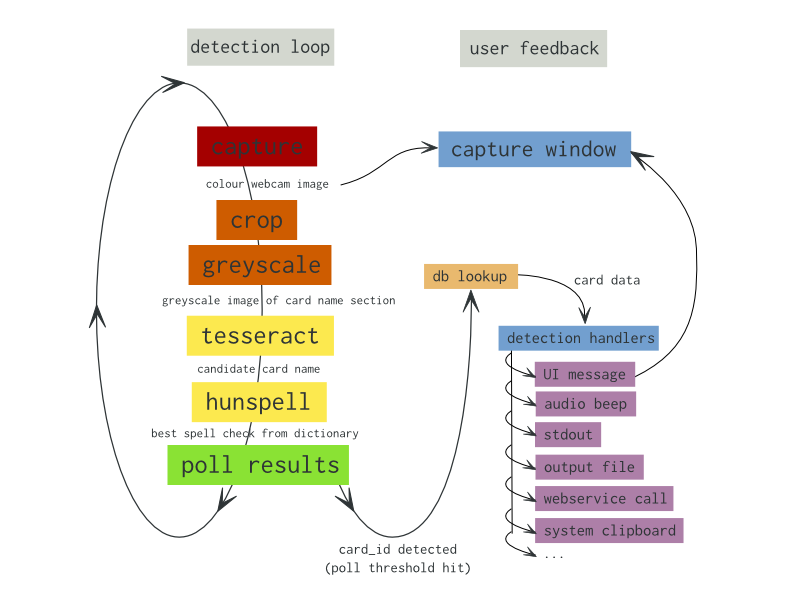 detection loop
user feedback
capture
colour webcam image
crop
greyscale
greyscale image of card name section
tesseract
candidate card name
hunspell
best spell check from dictionary
poll results
card_id detected
(poll threshold hit)
capture window
db lookup
card data
detection handlers
UI message
audio beep
stdout
output file
webservice call
system clipboard
...